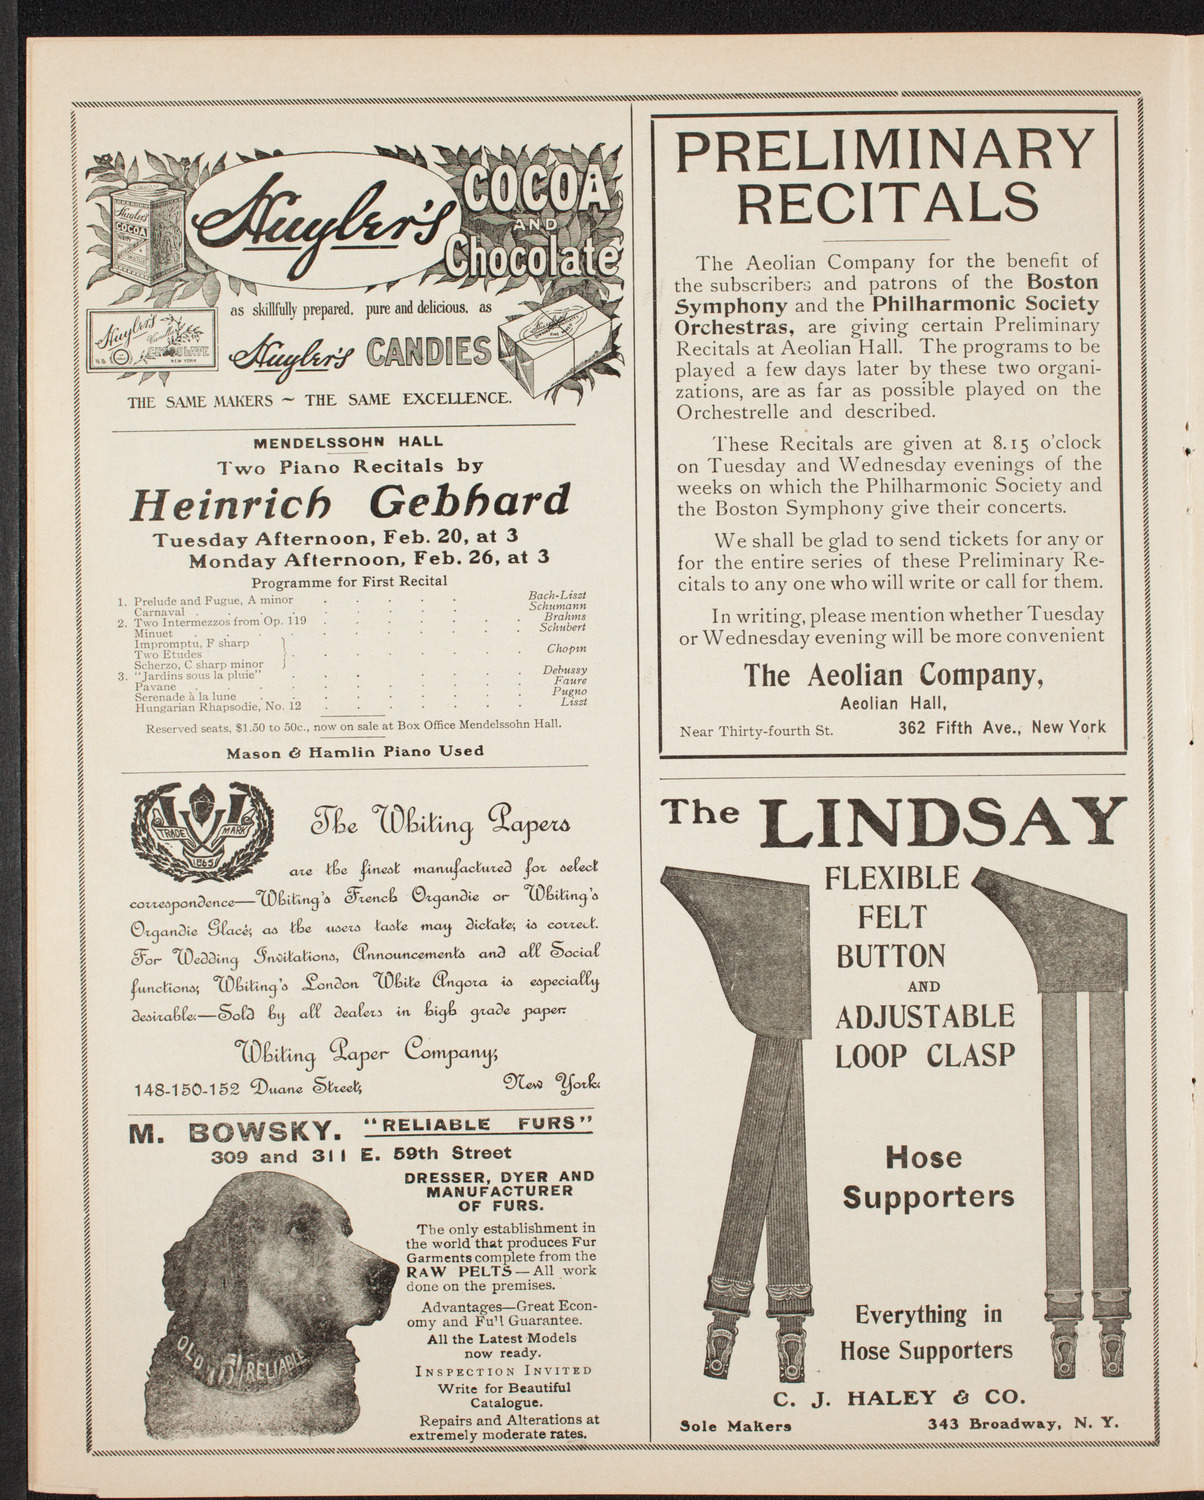 Huyler's
COCOA
AND
Chocolate
Huyler's
COCOA
Huyler's
NEW YORK
as skillfully prepared, pure and delicious, as
Huyler's CANDIES
THE SAME MAKERS ~ THE SAME EXCELLENCE.
MENDELSSOHN HALL
Two Piano Recitals by
Heinrich Gebhard
Tuesday Afternoon, Feb. 20, at 3
Monday Afternoon, Feb. 26, at 3
Programme for First Recital
1. Prelude and Fugue, A minor . . . . . Bach-Liszt
Carnaval . . . . . . . Schumann
2. Two Intermezzos from Op. 119 . . . . . . . Brahms
Minuet . . . . . . . Schubert
Impromptu, F sharp
Two Etudes } . . . . . . . Chopin
Scherzo, C sharp minor
3. "Jardins sous la pluie" . . . . . . . Debussy
Pavane . . . . . . . Faure
Serenade à la lune . . . . . . . Pugno
Hungarian Rhapsodie, No. 12 . . . . . . . Liszt
Reserved seats, $1.50 to 50c., now on sale at Box Office Mendelssohn Hall.
Mason & Hamlin Piano Used
TRADE MARK
1865
The Whiting Papers
are the finest manufactured for select
correspondence—Whiting's French Organdie or Whiting's
Organdie Glacé; as the users taste may dictate; is correct.
For Wedding Invitations, Announcements and all Social
functions; Whiting's London White Angora is especially
desirable:—Sold by all dealers in high grade paper:
Whiting Paper Company;
148-150-152 Duane Street; New York:
M. BOWSKY. "RELIABLE FURS"
309 and 311 E. 59th Street
DRESSER, DYER AND
MANUFACTURER
OF FURS.
The only establishment in
the world that produces Fur
Garments complete from the
RAW PELTS—All work
done on the premises.
Advantages—Great Econ-
omy and Fu'l Guarantee.
All the Latest Models
now ready.
INSPECTION INVITED
Write for Beautiful
Catalogue.
Repairs and Alterations at
extremely moderate rates.
OLD RELIABLE
PRELIMINARY
RECITALS
The Aeolian Company for the benefit of
the subscribers and patrons of the Boston
Symphony and the Philharmonic Society
Orchestras, are giving certain Preliminary
Recitals at Aeolian Hall. The programs to be
played a few days later by these two organi-
zations, are as far as possible played on the
Orchestrelle and described.
These Recitals are given at 8.15 o'clock
on Tuesday and Wednesday evenings of the
weeks on which the Philharmonic Society and
the Boston Symphony give their concerts.
We shall be glad to send tickets for any or
for the entire series of these Preliminary Re-
citals to any one who will write or call for them.
In writing, please mention whether Tuesday
or Wednesday evening will be more convenient
The Aeolian Company,
Aeolian Hall,
Near Thirty-fourth St. 362 Fifth Ave., New York
The LINDSAY
FLEXIBLE
FELT
BUTTON
AND
ADJUSTABLE
LOOP CLASP
Hose
Supporters
Everything in
Hose Supporters
C. J. HALEY & CO.
Sole Makers 343 Broadway, N. Y.